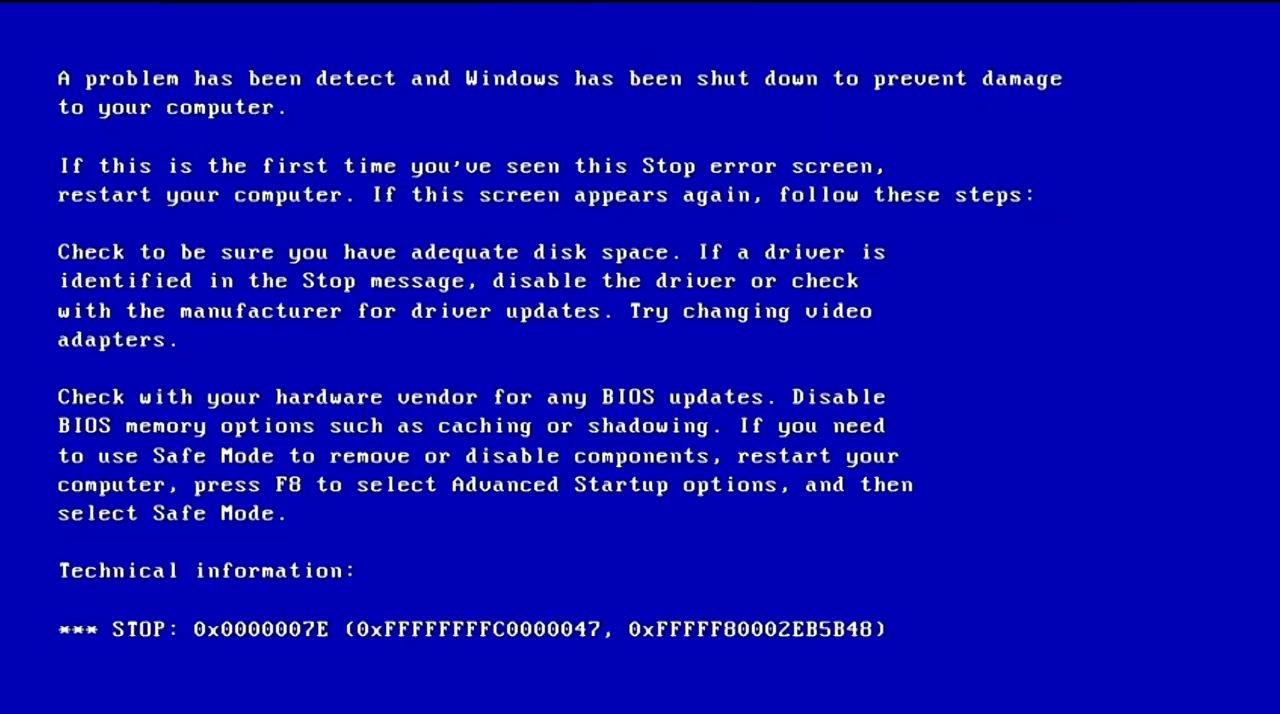 A problem has been detect and Windows has been shut down to prevent damage
to your computer.
If this is the first time you've seen this Stop error screen,
restart your computer. If this screen appears again, follow these steps:
Check to be sure you have adequate disk space. If a driver is
identified in the Stop message, disable the driver or check
with the manufacturer for driver updates. Try changing video
adapters.
Check with your hardware vendor for any BIOS updates. Disable
BIOS memory options such as caching or shadowing. If you need
to use Safe Mode to remove or disable components, restart your
computer, press F8 to select Advanced Startup options, and then
select Safe Mode.
Technical information:
*** STOP: 0x0000007E (0xFFFFFFFFC0000047, 0xFFFFF80002EB5B48)